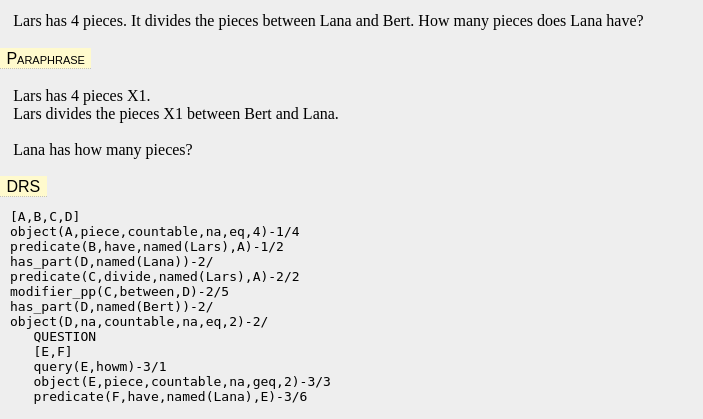 Lars has 4 pieces. It divides the pieces between Lana and Bert. How many pieces does Lana have?
PARAPHRASE
Lars has 4 pieces X1.
Lars divides the pieces X1 between Bert and Lana.
Lana has how many pieces?
DRS
[A,B,C,D]
object(A,piece,countable,na,eq,4)-1/4
predicate(B,have,named(Lars),A)-1/2
has_part(D,named(Lana))-2/
predicate(C,divide,named(Lars),A)-2/2
modifier_pp(C,between,D)-2/5
has_part(D,named(Bert))-2/
object(D,na,countable,na,eq,2)-2/
QUESTION
[E,F]
query(E,howm)-3/1
object(E,piece,countable,na,geq,2)-3/3
predicate(F,have,named(Lana),E)-3/6